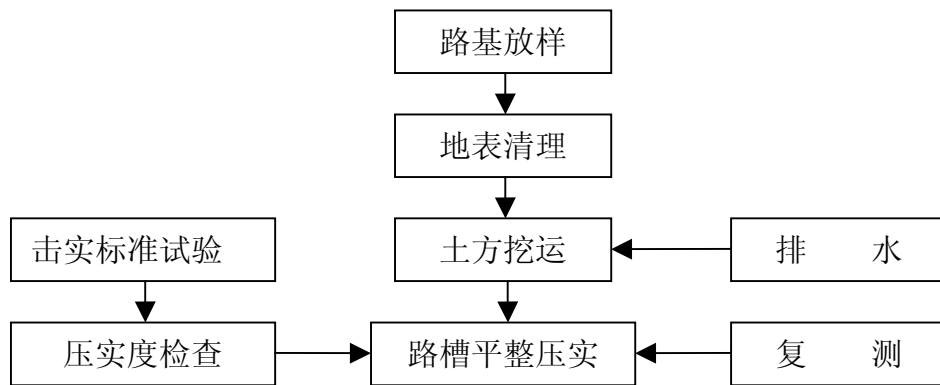 路基放样
地表清理
击实标准试验
土方挖运
排 水
压实度检查
路槽平整压实
复 测